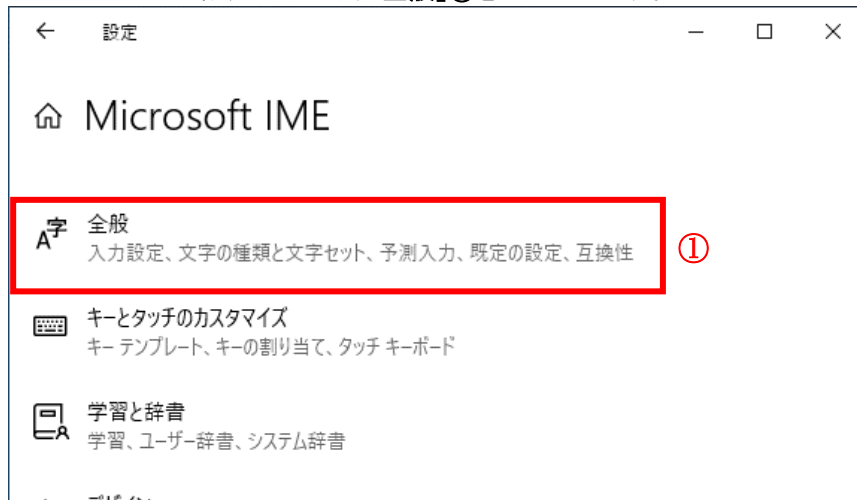 設定
Microsoft IME
全般
入力設定、文字の種類と文字セット、予測入力、既定の設定、互換性
①
キーとタッチのカスタマイズ
キー テンプレート、キーの割り当て、タッチ キーボード
学習と辞書
学習、ユーザー辞書、システム辞書